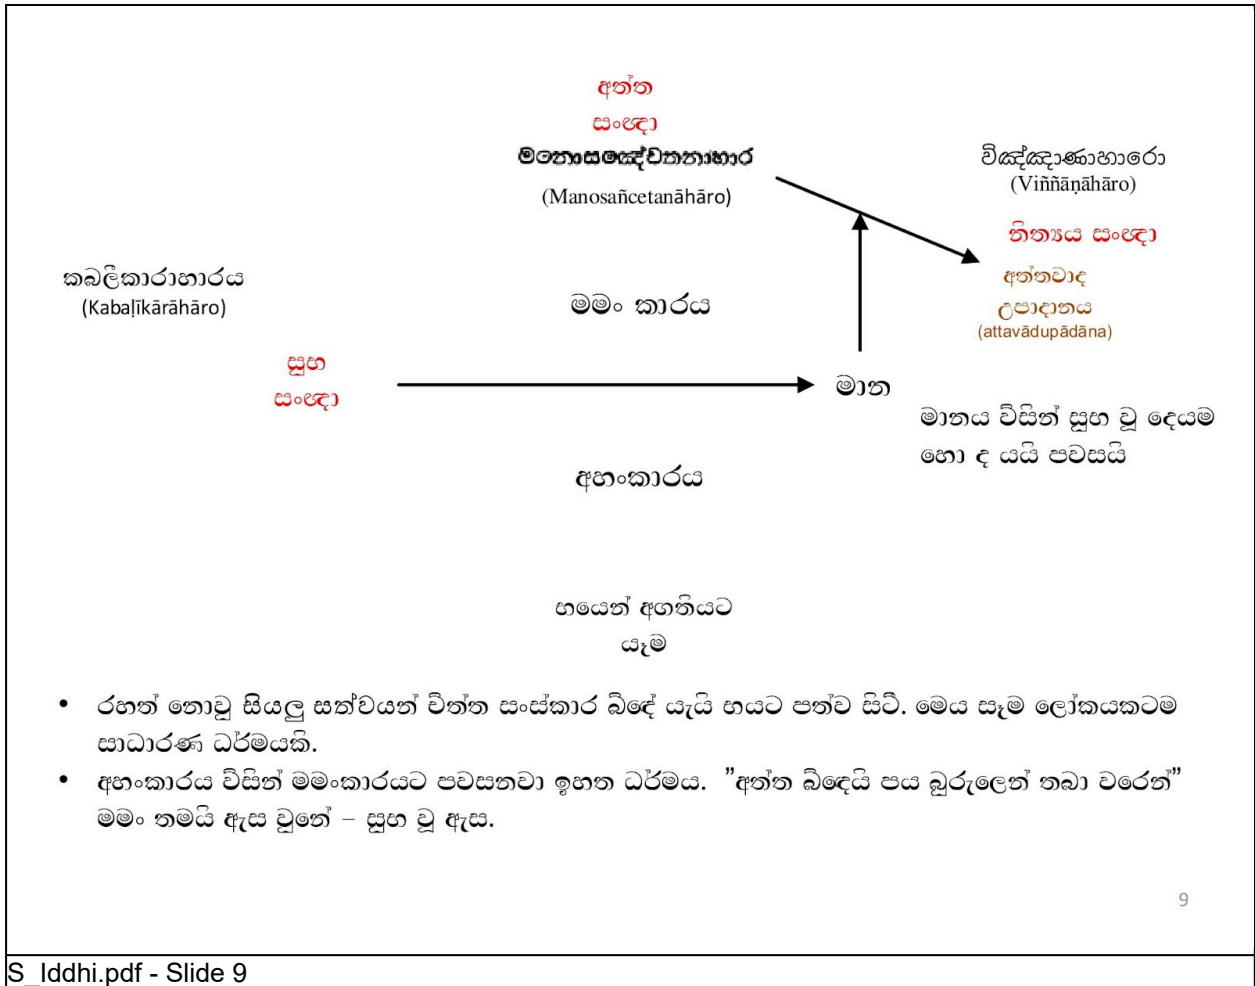 අත්ත
සංඥා
මනොසඤ්චේතනාහාර
(Manosañcetanāhāro)
විඤ්ඤාණාහාරො
(Viññāṇāhāro)
නිත්‍යය සංඥා
අත්තවාද
උපාදානය
(attavādupādāna)
කබලීකාරාහාරය
(Kabaḷīkārāhāro)
මමං කාරය
සුභ
සංඥා
මාන
මානය විසින් සුභ වූ දෙයම
හො ද යයි පවසයි
අහංකාරය
භයෙන් අගතියට
යෑම
• රහත් නොවු සියලු සත්වයන් චිත්ත සංස්කාර බිඳේ යැයි භයට පත්ව සිටී. මෙය සෑම ලෝකයකටම
සාධාරණ ධර්මයකි.
• අහංකාරය විසින් මමංකාරයට පවසනවා ඉහත ධර්මය. ”අත්ත බිඳෙයි පය බුරුලෙන් තබා වරෙන්”
මමං තමයි ඇස වුනේ – සුභ වූ ඇස.
9
S_Iddhi.pdf - Slide 9